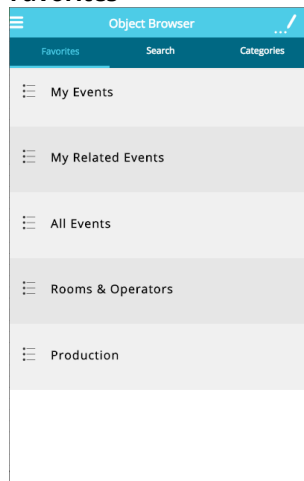 Object Browser
Favorites Search Categories
My Events
My Related Events
All Events
Rooms & Operators
Production